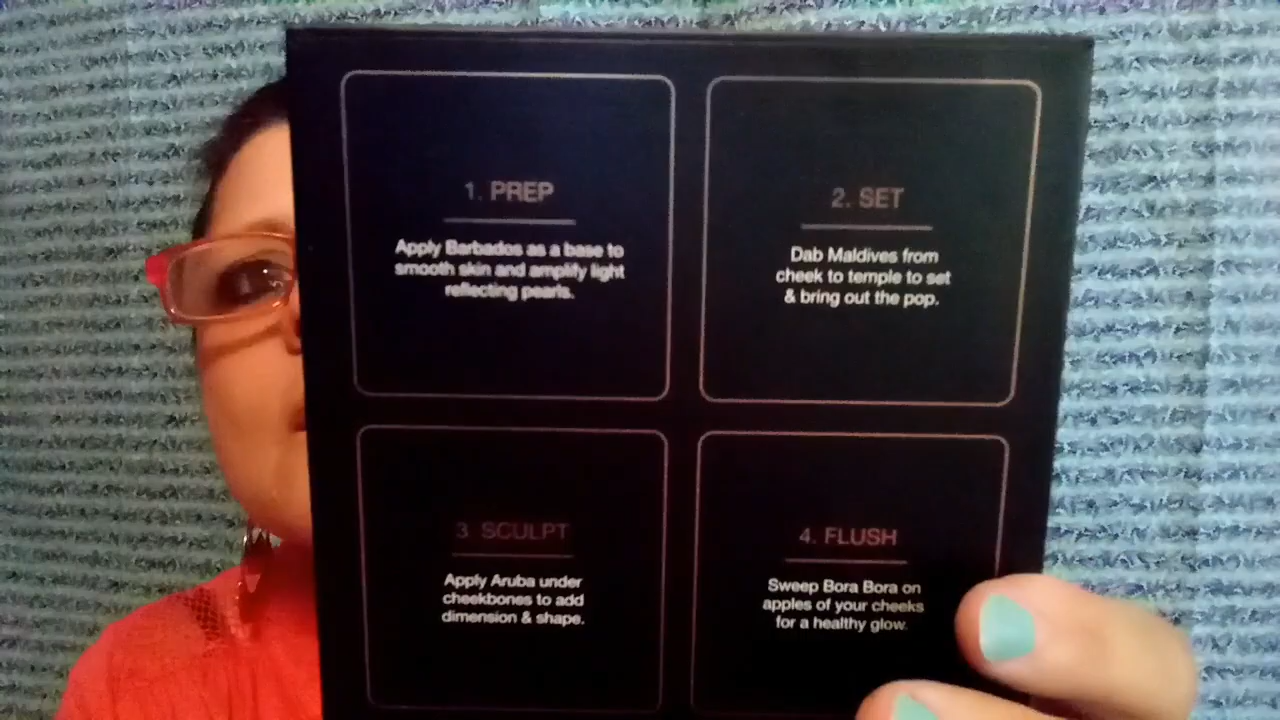 1. PREP
Apply Barbados as a base to
smooth skin and amplify light
reflecting pearls.
2. SET
Dab Maldives from
cheek to temple to set
& bring out the pop.
3 SCULPT
Apply Aruba under
cheekbones to add
dimension & shape.
4. FLUSH
Sweep Bora Bora on
apples of your cheeks
for a healthy glow.